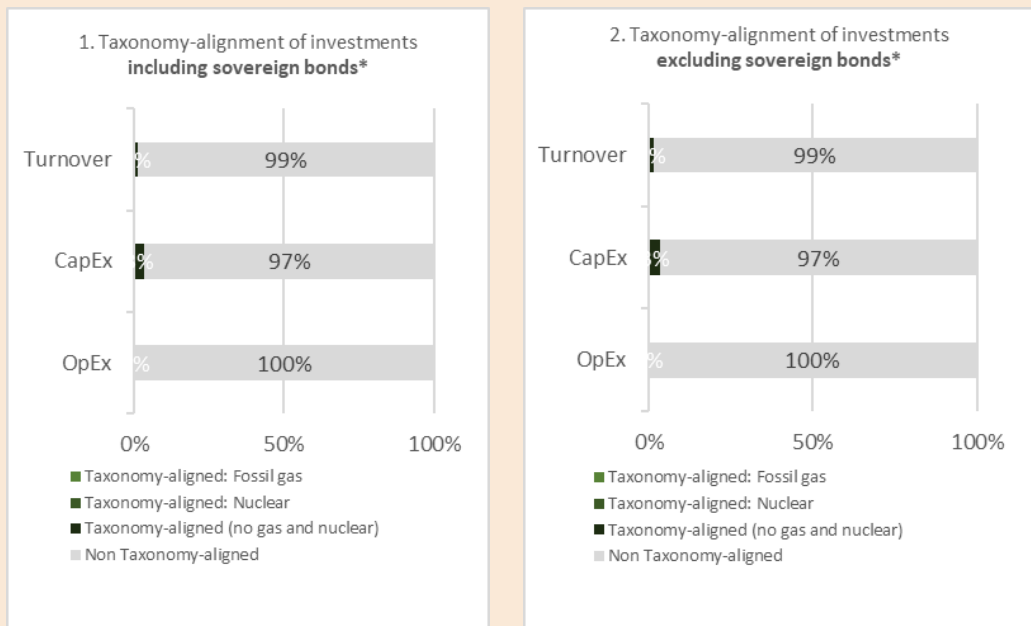 1. Taxonomy-alignment of investments
including sovereign bonds*
Turnover
%
99%
CapEx
%
97%
OpEx
%
100%
0%
50%
100%
Taxonomy-aligned: Fossil gas
Taxonomy-aligned: Nuclear
Taxonomy-aligned (no gas and nuclear)
Non Taxonomy-aligned
2. Taxonomy-alignment of investments
excluding sovereign bonds*
Turnover
%
99%
CapEx
3%
97%
OpEx
%
100%
0%
50%
100%
Taxonomy-aligned: Fossil gas
Taxonomy-aligned: Nuclear
Taxonomy-aligned (no gas and nuclear)
Non Taxonomy-aligned